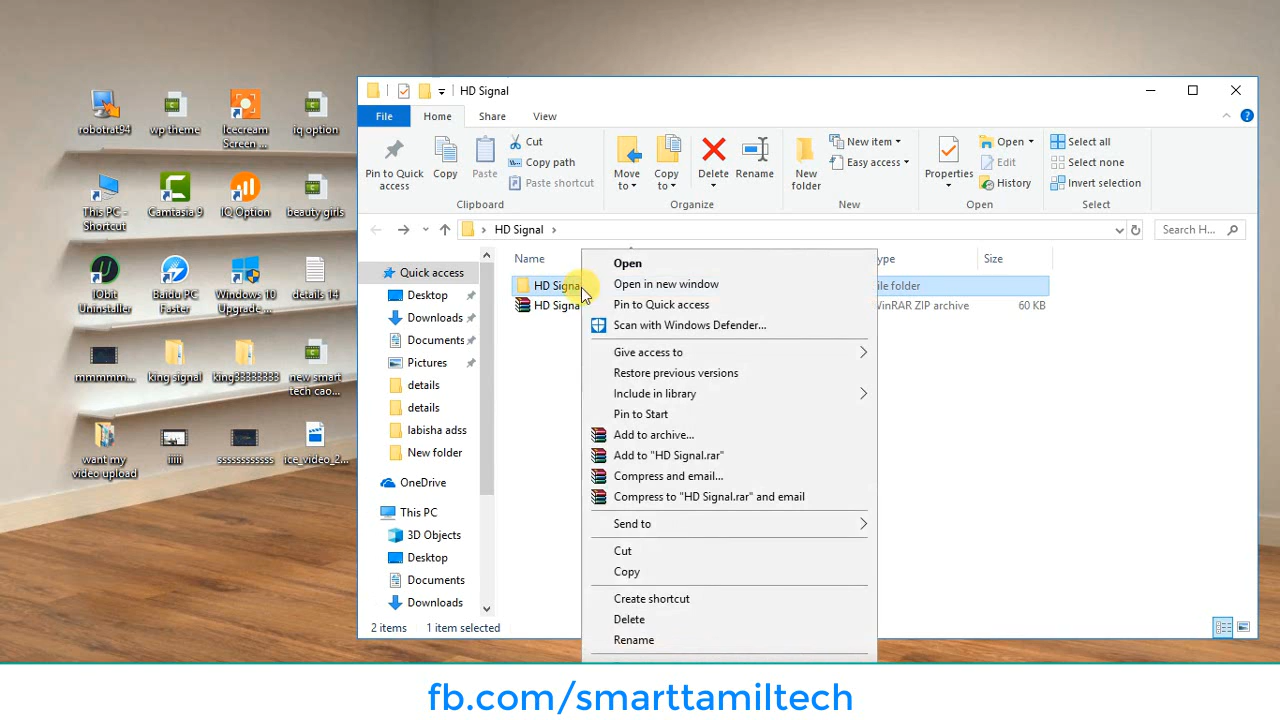 HD Signal
File Home Share View
Pin to Quick access
Copy
Paste
Cut
Copy path
Paste shortcut
Clipboard
Move to
Copy to
Delete
Rename
Organize
New folder
New item
Easy access
New
Properties
Open
Edit
History
Open
Select all
Select none
Invert selection
Select
HD Signal
Search H...
Name
ype
Size
HD Signa
ile folder
HD Signa
WinRAR ZIP archive
60 KB
Quick access
Desktop
Downloads
Documents
Pictures
details
details
labisha adss
New folder
OneDrive
This PC
3D Objects
Desktop
Documents
Downloads
2 items
1 item selected
Open
Open in new window
Pin to Quick access
Scan with Windows Defender...
Give access to
Restore previous versions
Include in library
Pin to Start
Add to archive...
Add to "HD Signal.rar"
Compress and email...
Compress to "HD Signal.rar" and email
Send to
Cut
Copy
Create shortcut
Delete
Rename
robotrat94
wp theme
Icecream
Screen ...
iq option
This PC -
Shortcut
Camtasia 9
IQ Option
beauty girls
IObit
Uninstaller
Baidu PC
Faster
Windows 10
Upgrade ...
details 14
mmmmm...
king signal
king33333333
new smart
tech cao...
want my
video upload
iiiii
sssssssssss
ice_video_2...
fb.com/smarttamiltech